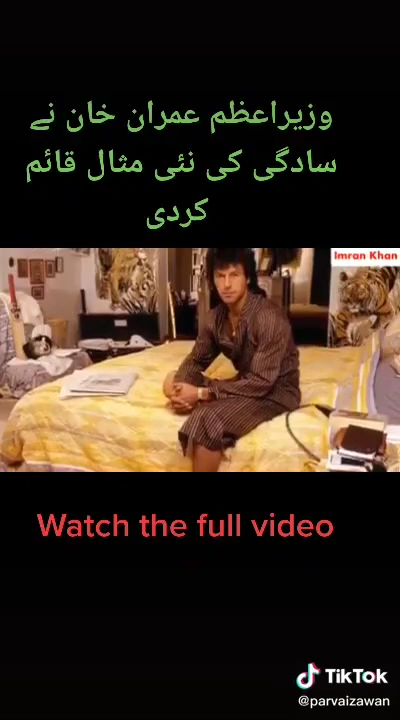 وزیراعظم عمران خان نے
سادگی کی نئی مثال قائم
کردی
Imran Khan
Watch the full video
TikTok
@parvaizawan